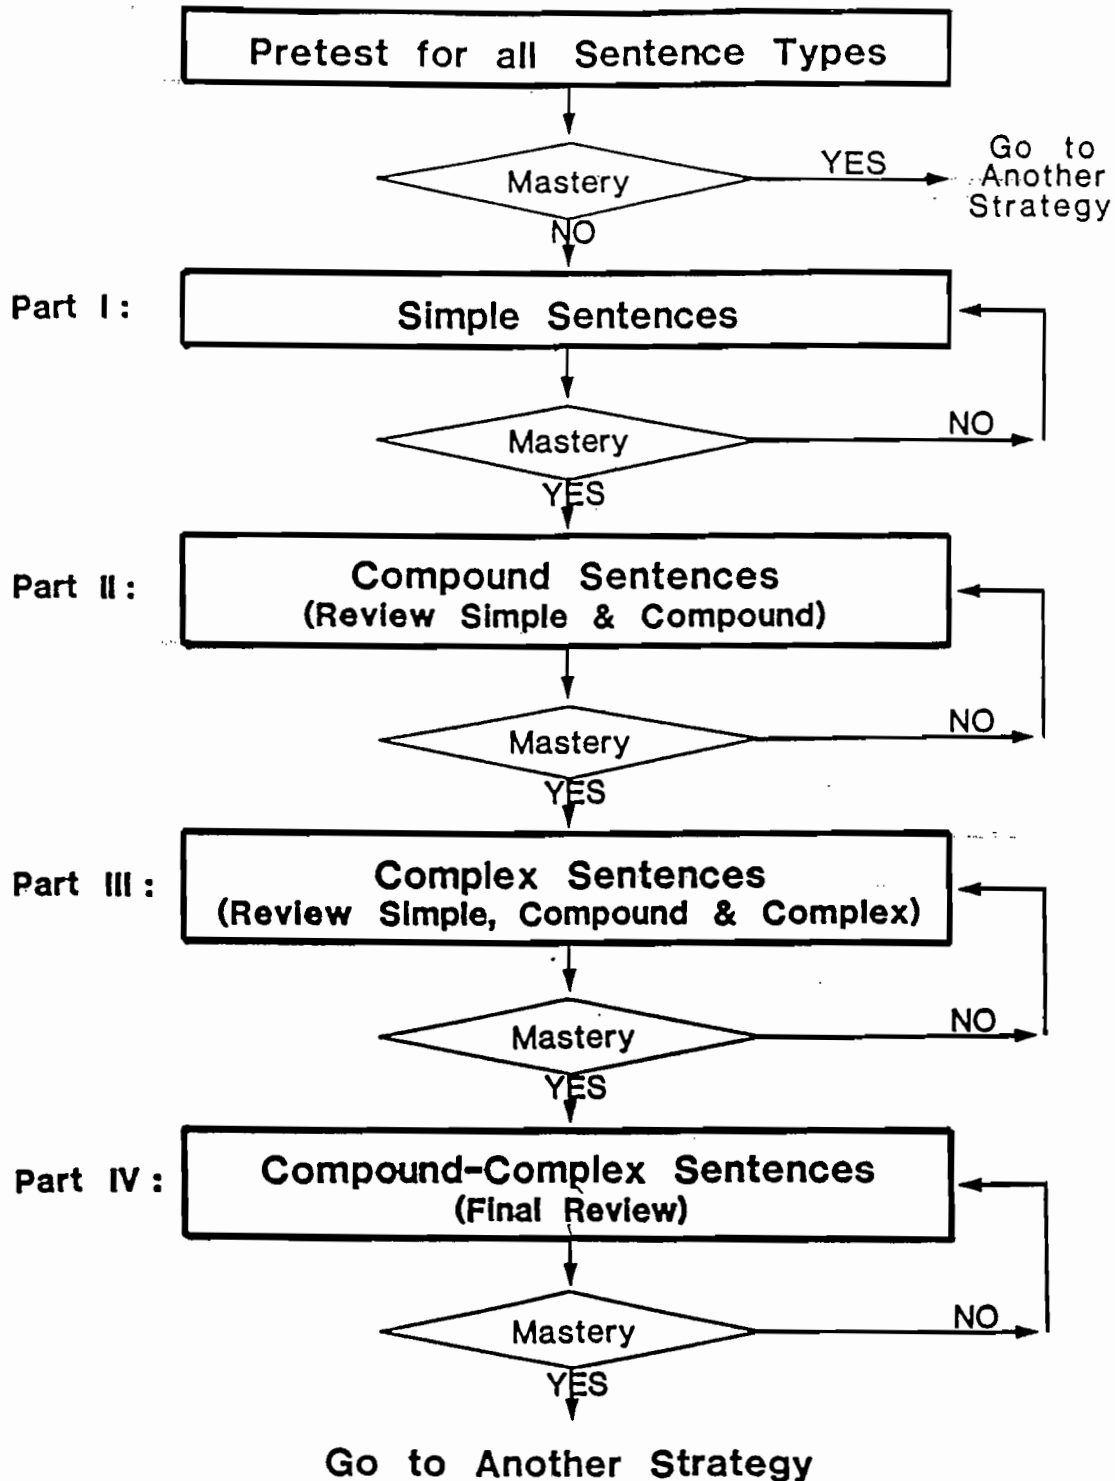 Pretest for all Sentence Types
Mastery
YES
Go to
Another
Strategy
NO
Part I:
Simple Sentences
Mastery
NO
YES
Part II:
Compound Sentences
(Review Simple & Compound)
Mastery
NO
YES
Part III:
Complex Sentences
(Review Simple, Compound & Complex)
Mastery
NO
YES
Part IV:
Compound-Complex Sentences
(Final Review)
Mastery
NO
YES
Go to Another Strategy